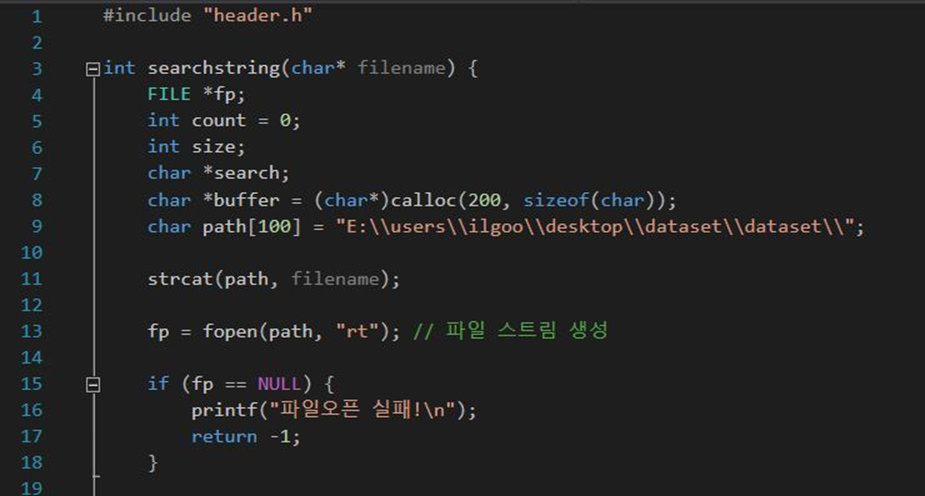 1 #include "header.h"
2
3 int searchstring(char* filename) {
4 FILE *fp;
5 int count = 0;
6 int size;
7 char *search;
8 char *buffer = (char*)calloc(200, sizeof(char));
9 char path[100] = "E:\\users\\ilgoo\\desktop\\dataset\\dataset\\";
10
11 strcat(path, filename);
12
13 fp = fopen(path, "rt"); // 파일 스트림 생성
14
15 if (fp == NULL) {
16 printf("파일오픈 실패!\n");
17 return -1;
18 }
19